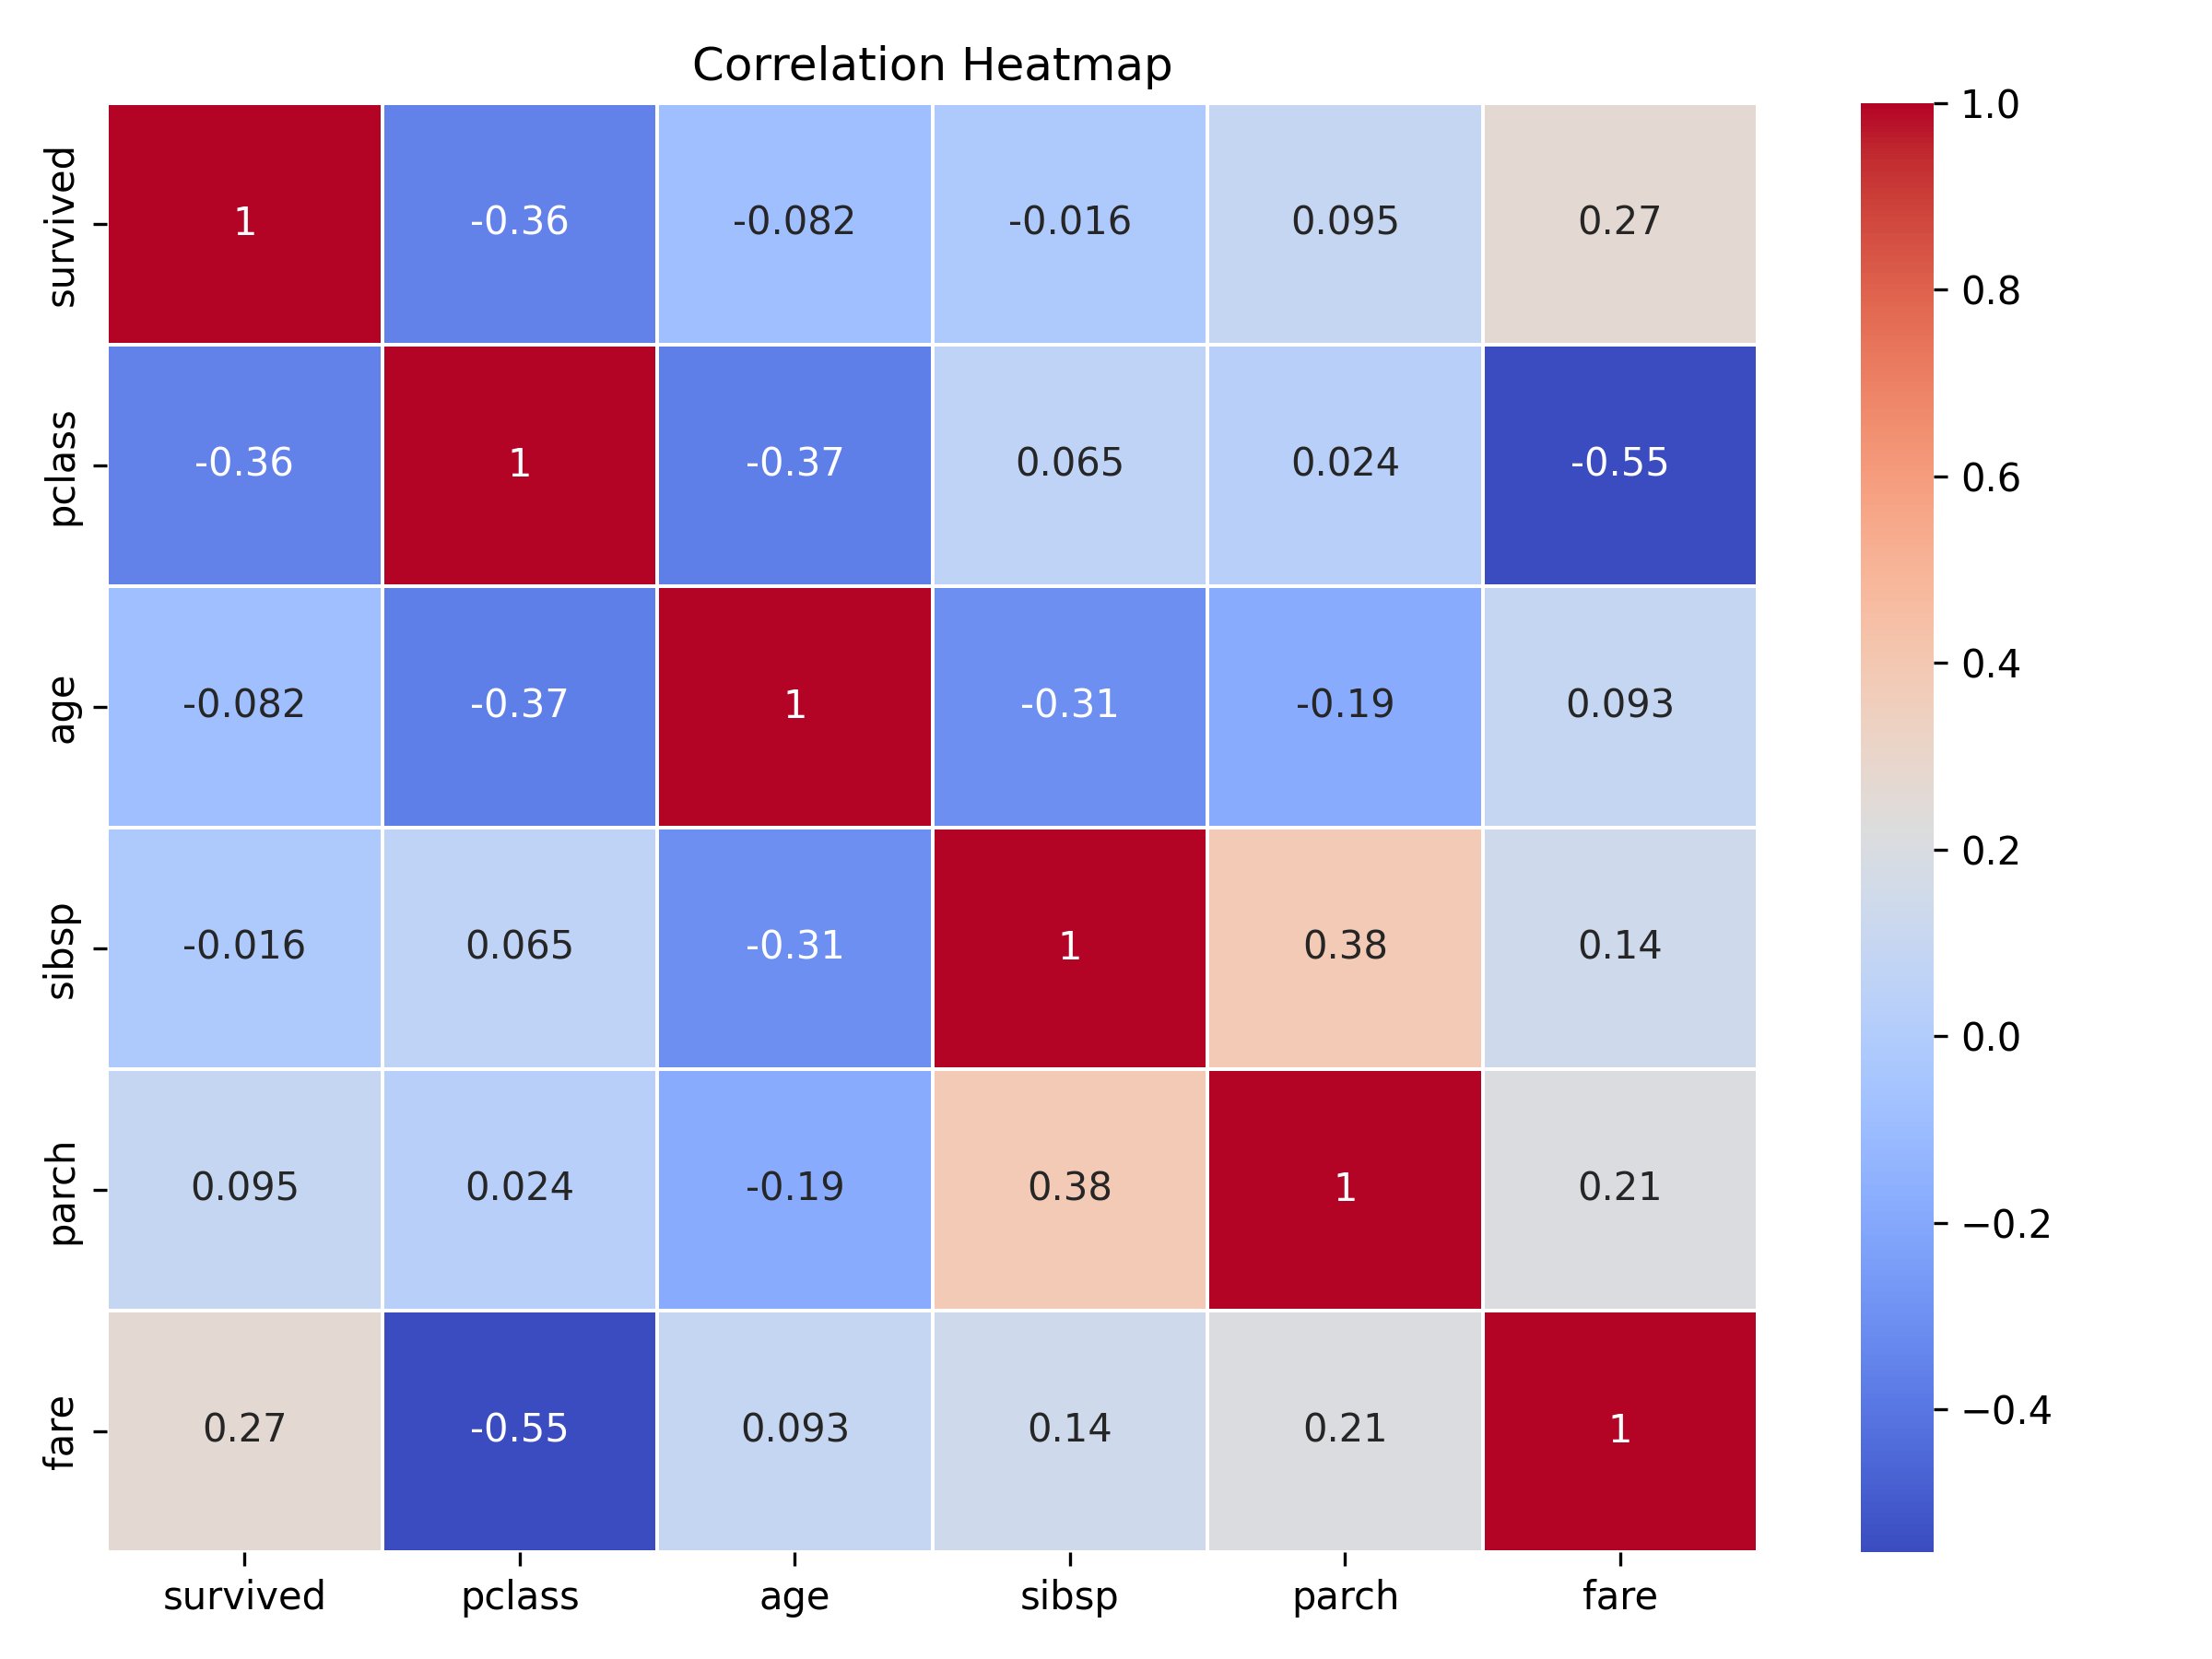 Correlation Heatmap
survived 1 -0.36 -0.082 -0.016 0.095 0.27
pclass -0.36 1 -0.37 0.065 0.024 -0.55
age -0.082 -0.37 1 -0.31 -0.19 0.093
sibsp -0.016 0.065 -0.31 1 0.38 0.14
parch 0.095 0.024 -0.19 0.38 1 0.21
fare 0.27 -0.55 0.093 0.14 0.21 1
survived pclass age sibsp parch fare
1.0
0.8
0.6
0.4
0.2
0.0
−0.2
−0.4